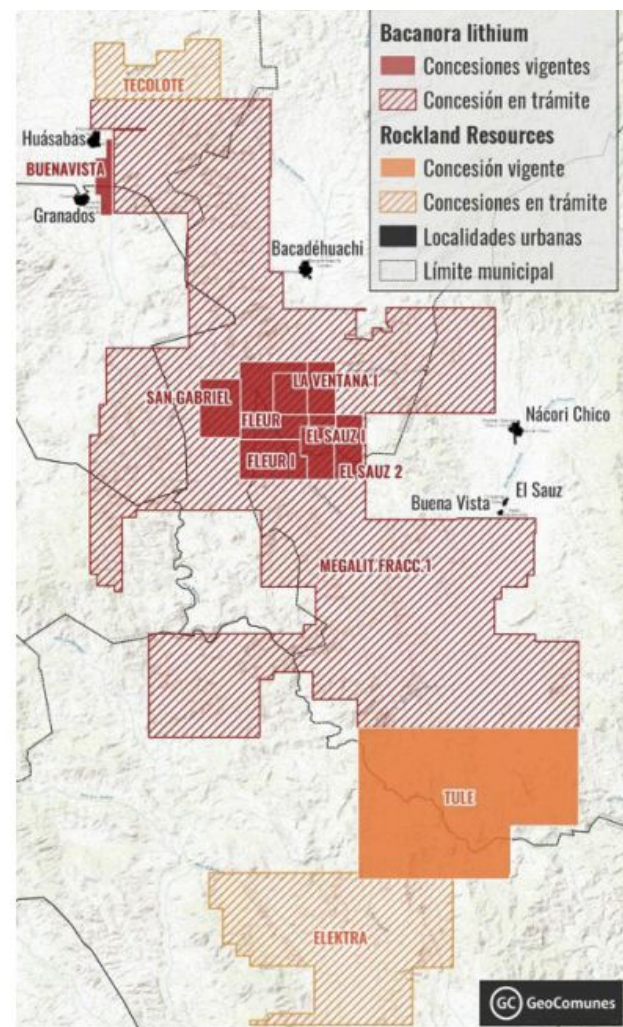 Bacanora lithium
Concesiones vigentes
Concesión en trámite
Rockland Resources
Concesión vigente
Concesiones en trámite
Localidades urbanas
Límite municipal
TECOLOTE
Huásabas
BUENAVISTA
Granados
Bacadéhuachi
SAN GABRIEL
LA VENTANA I
FLEUR
EL SAUZ I
FLEUR I
EL SAUZ 2
Nácori Chico
El Sauz
Buena Vista
MEGALIT FRACC. 1
TULE
ELEKTRA
GC GeoComunes